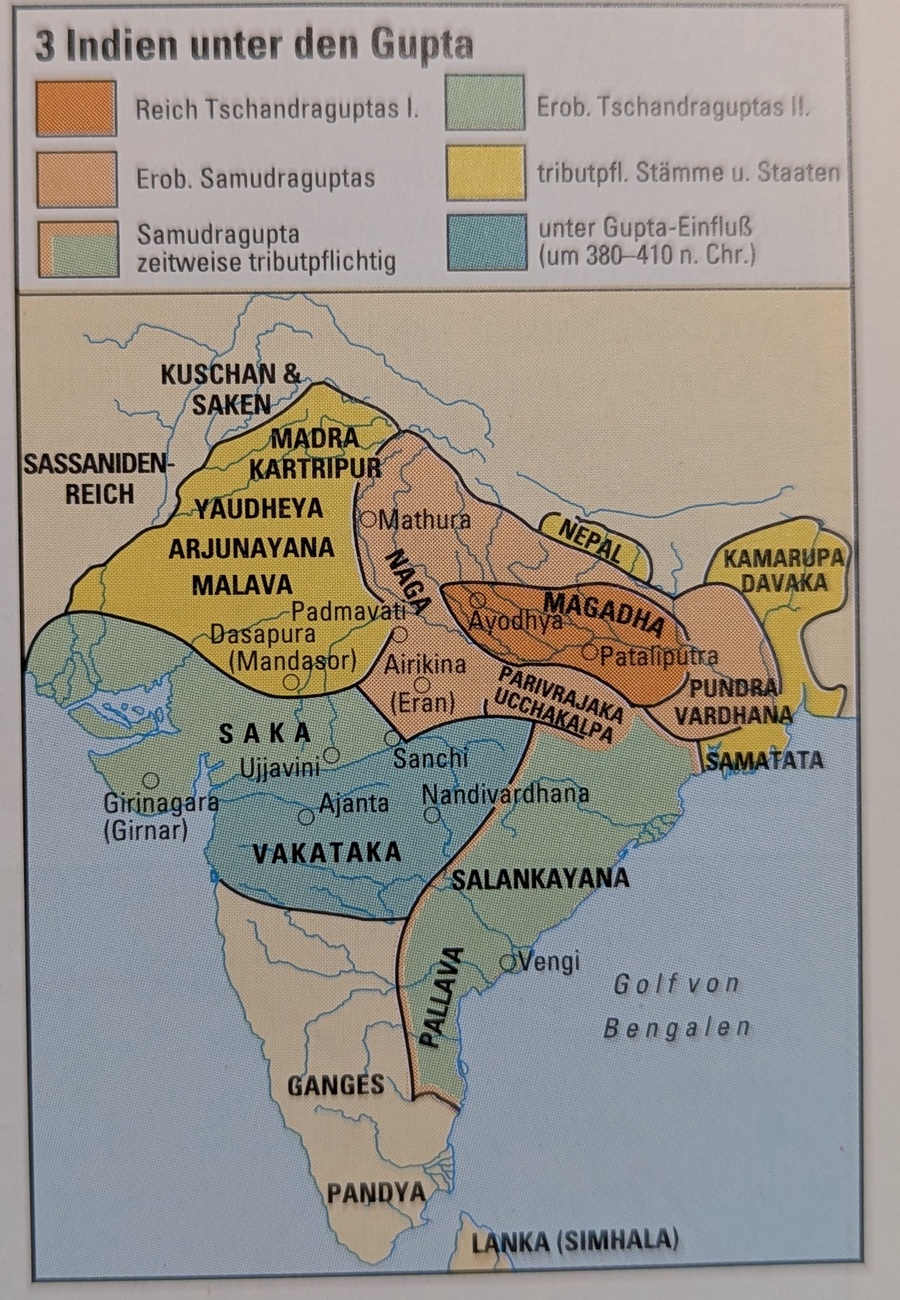 3 Indien unter den Gupta
Reich Tschandraguptas I.
Erob. Samudraguptas
Samudragupta
zeitweise tributpflichtig
Erob. Tschandraguptas II.
tributpfl. Stämme u. Staaten
unter Gupta-Einfluß
(um 380–410 n. Chr.)
KUSCHAN &
SAKEN
SASSANIDEN-
REICH
MADRA
KARTRIPUR
YAUDHEYA
ARJUNAYANA
MALAVA
Mathura
NAGA
NEPAL
KAMARUPA
DAVAKA
Padmavati
Dasapura
(Mandasor)
Ayodhya
MAGADHA
Pataliputra
Airikina
(Eran)
PARIVRAJAKA
UCCHAKALPA
PUNDRA
VARDHANA
SAMATATA
SAKA
Ujjavini
Sanchi
Girinagara
(Girnar)
Ajanta
Nandivardhana
VAKATAKA
SALANKAYANA
PALLAVA
Vengi
Golf von
Bengalen
GANGES
PANDYA
LANKA (SIMHALA)